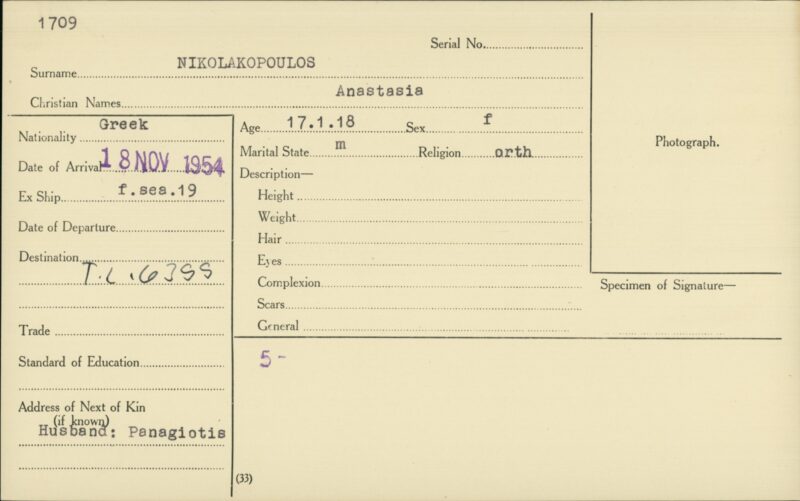 1709
Serial No.
Surname NIKOLAKOPOULOS
Christian Names Anastasia
Nationality Greek
Date of Arrival 18 NOV 1954
Ex Ship f.sea.19
Date of Departure
Destination
T.L.6399
Trade
Standard of Education
Address of Next of Kin
(if known)
Husband: Panagiotis
Age 17.1.18 Sex f
Marital State m Religion orth
Description—
Height
Weight
Hair
Eyes
Complexion
Scars
General
Photograph.
Specimen of Signature—
5-
(33)